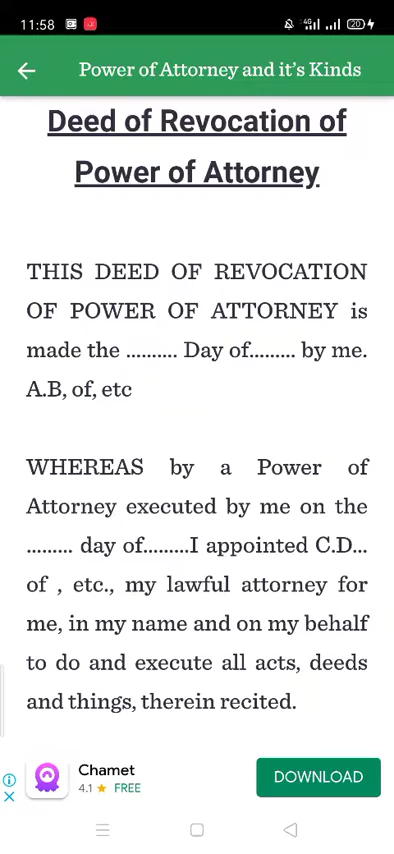 11:58
4G
20
Power of Attorney and it's Kinds
Deed of Revocation of
Power of Attorney
THIS DEED OF REVOCATION
OF POWER OF ATTORNEY is
made the .......... Day of......... by me.
A.B, of, etc
WHEREAS by a Power of
Attorney executed by me on the
......... day of.........I appointed C.D...
of , etc., my lawful attorney for
me, in my name and on my behalf
to do and execute all acts, deeds
and things, therein recited.
Chamet
4.1 ★ FREE
DOWNLOAD